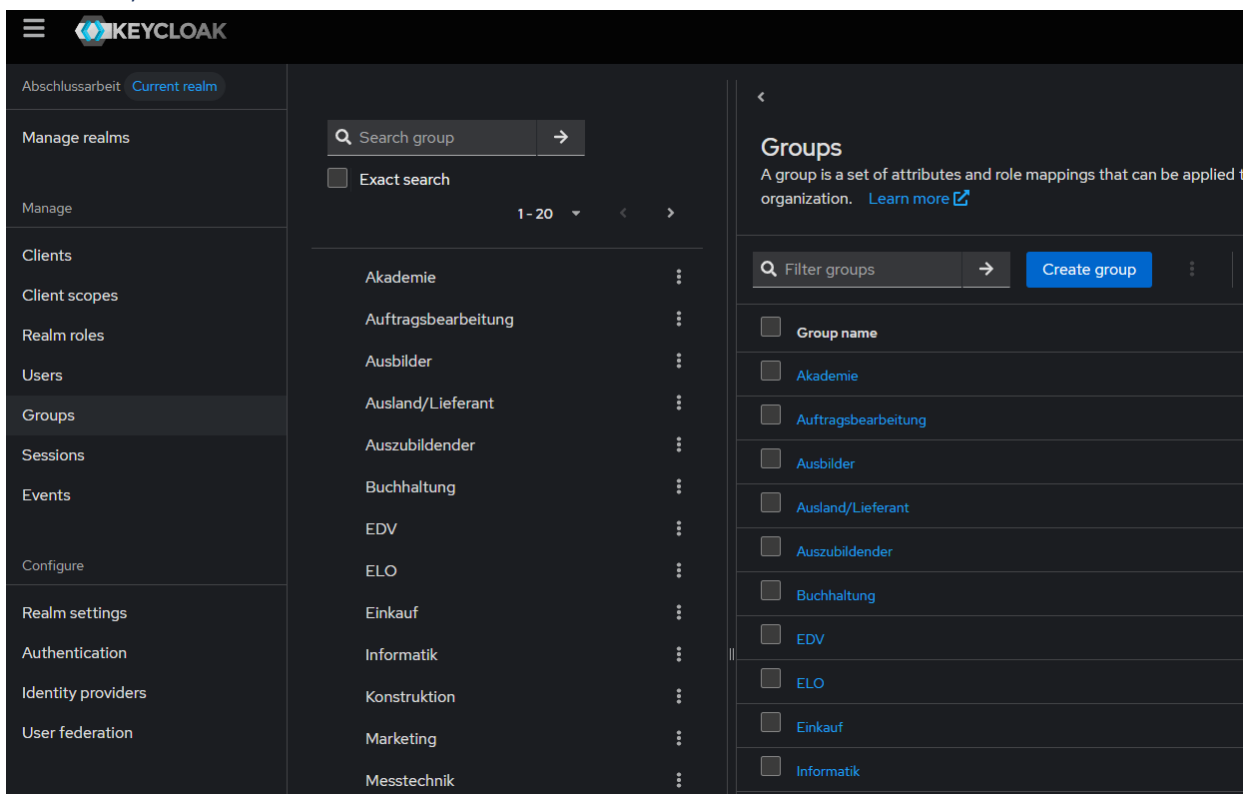 KEYCLOAK
Abschlussarbeit Current realm
Manage realms
Manage
Clients
Client scopes
Realm roles
Users
Groups
Sessions
Events
Configure
Realm settings
Authentication
Identity providers
User federation
Search group
Exact search
1 - 20
Akademie
Auftragsbearbeitung
Ausbilder
Ausland/Lieferant
Auszubildender
Buchhaltung
EDV
ELO
Einkauf
Informatik
Konstruktion
Marketing
Messtechnik
Groups
A group is a set of attributes and role mappings that can be applied
organization. Learn more
Filter groups
Create group
Group name
Akademie
Auftragsbearbeitung
Ausbilder
Ausland/Lieferant
Auszubildender
Buchhaltung
EDV
ELO
Einkauf
Informatik